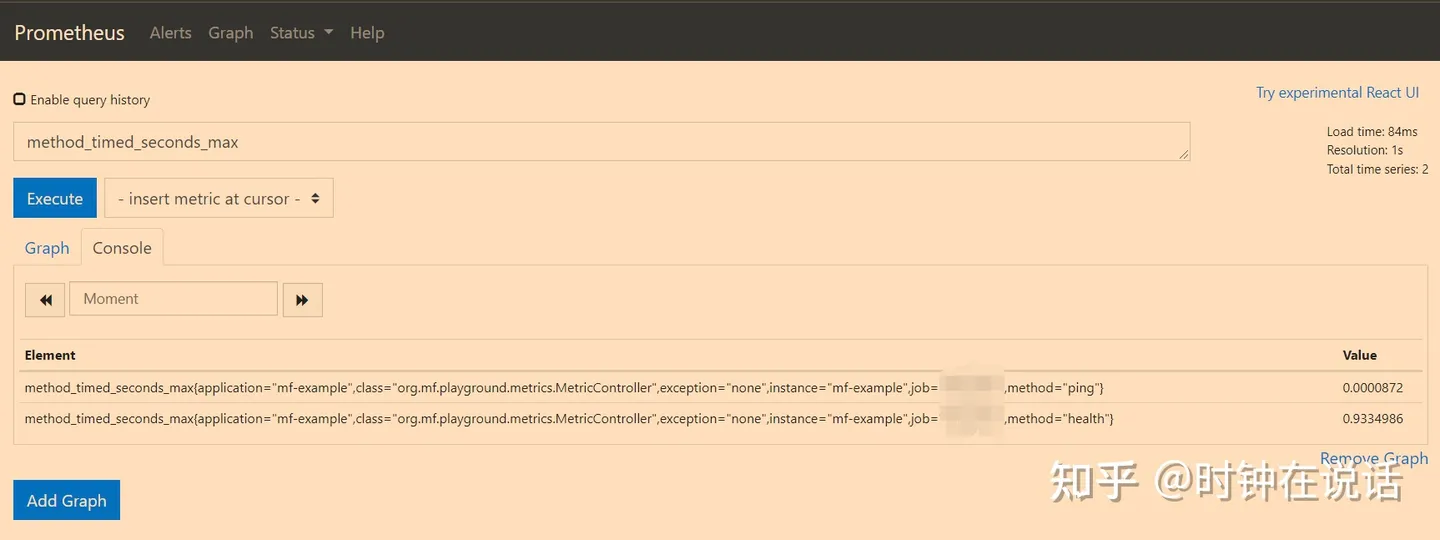 Prometheus Alerts Graph Status Help
Enable query history
Try experimental React UI
method_timed_seconds_max
Load time: 84ms
Resolution: 1s
Total time series: 2
Execute - insert metric at cursor -
Graph Console
Moment
Element Value
method_timed_seconds_max{application="mf-example",class="org.mf.playground.metrics.MetricController",exception="none",instance="mf-example",job= ,method="ping"} 0.0000872
method_timed_seconds_max{application="mf-example",class="org.mf.playground.metrics.MetricController",exception="none",instance="mf-example",job= ,method="health"} 0.9334986
Remove Graph
知乎 @时钟在说话
Add Graph